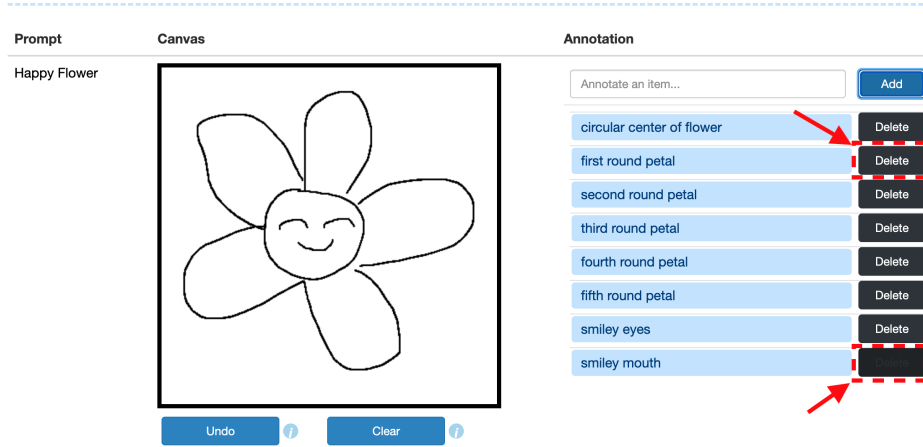 Prompt Canvas Annotation
Happy Flower
Annotate an item... Add
circular center of flower Delete
first round petal Delete
second round petal Delete
third round petal Delete
fourth round petal Delete
fifth round petal Delete
smiley eyes Delete
smiley mouth Delete
Undo i Clear i